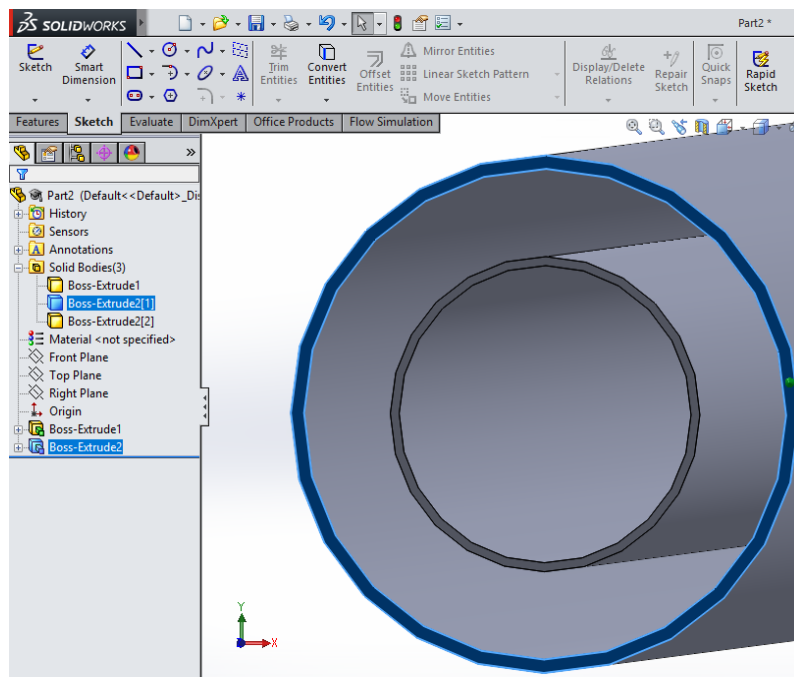 SOLIDWORKS
Part2 *
Sketch
Smart
Dimension
Trim
Entities
Convert
Entities
Offset
Entities
Mirror Entities
Linear Sketch Pattern
Move Entities
Display/Delete
Relations
Repair
Sketch
Quick
Snaps
Rapid
Sketch
Features Sketch Evaluate DimXpert Office Products Flow Simulation
Part2 (Default<<Default>_Di
History
Sensors
A Annotations
Solid Bodies(3)
Boss-Extrude1
Boss-Extrude2[1]
Boss-Extrude2[2]
Material <not specified>
Front Plane
Top Plane
Right Plane
Origin
Boss-Extrude1
Boss-Extrude2
Y
X